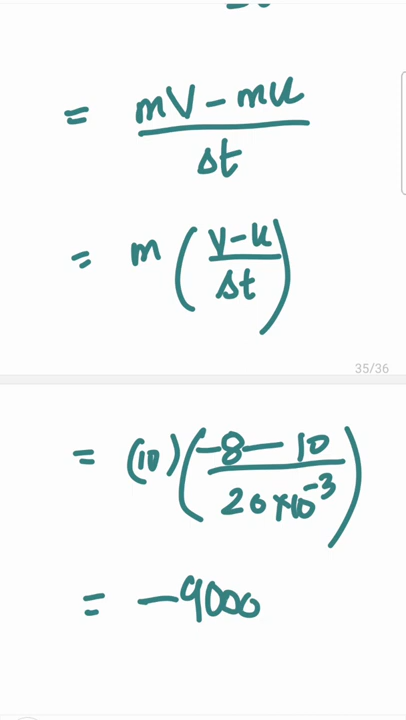 = mV - mu / Δt
= m ( v - u / Δt )
35/36
= (10) ( -8 - 10 / 20 × 10⁻³ )
= -9000